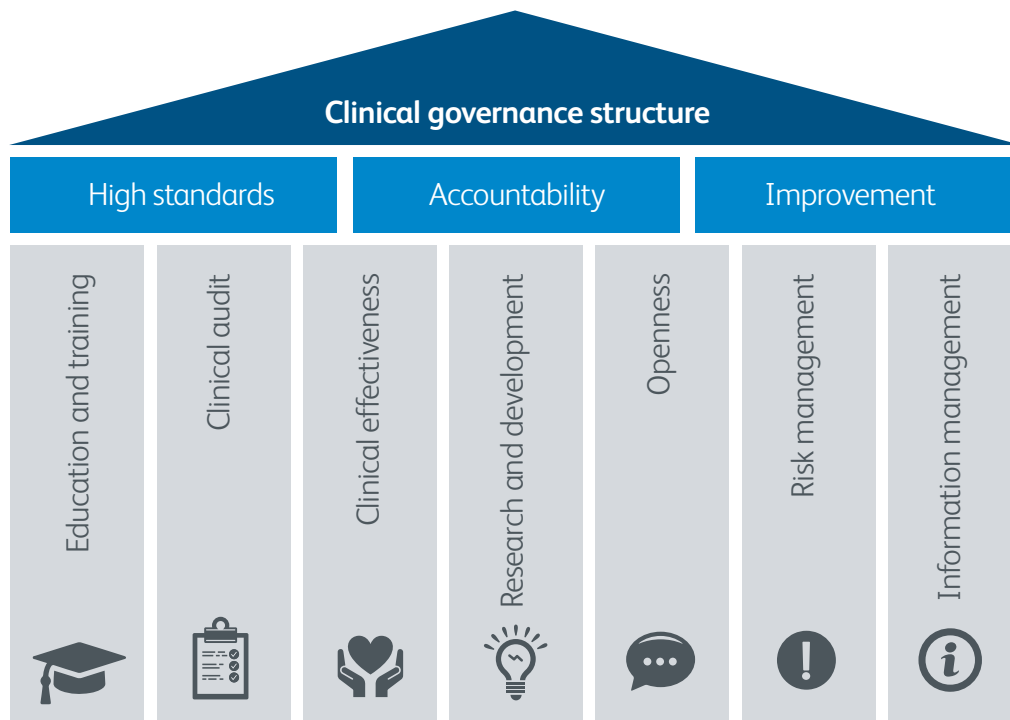 Clinical governance structure
High standards
Accountability
Improvement
Education and training
Clinical audit
Clinical effectiveness
Research and development
Openness
Risk management
Information management